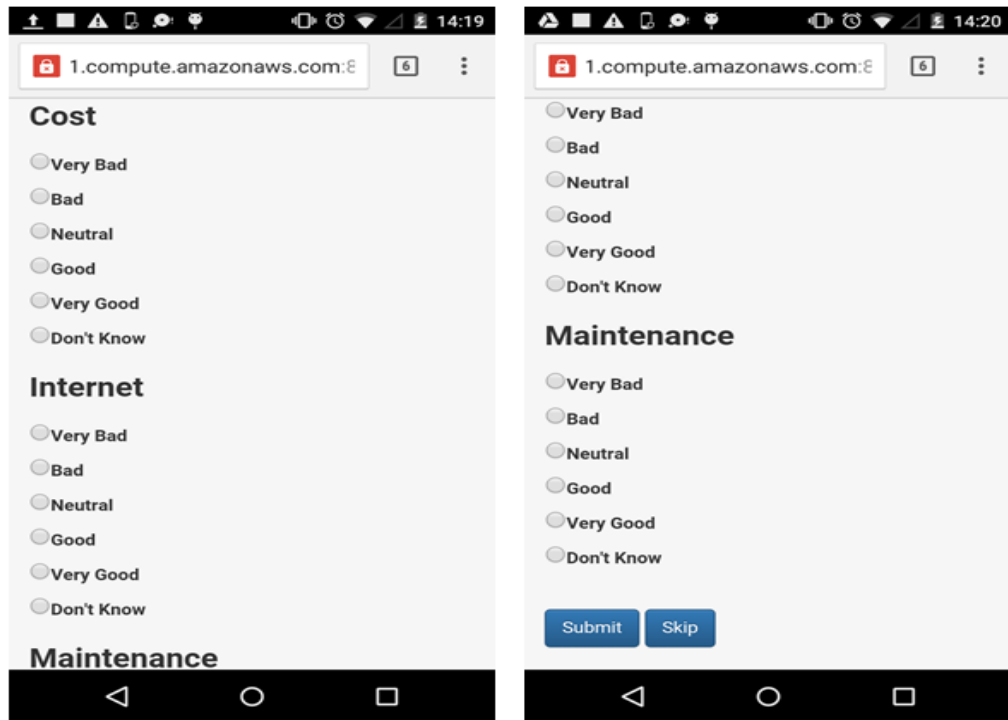 14:19
1.compute.amazonaws.com:8
6
Cost
Very Bad
Bad
Neutral
Good
Very Good
Don't Know
Internet
Very Bad
Bad
Neutral
Good
Very Good
Don't Know
Maintenance
14:20
1.compute.amazonaws.com:8
6
Very Bad
Bad
Neutral
Good
Very Good
Don't Know
Maintenance
Very Bad
Bad
Neutral
Good
Very Good
Don't Know
Submit Skip